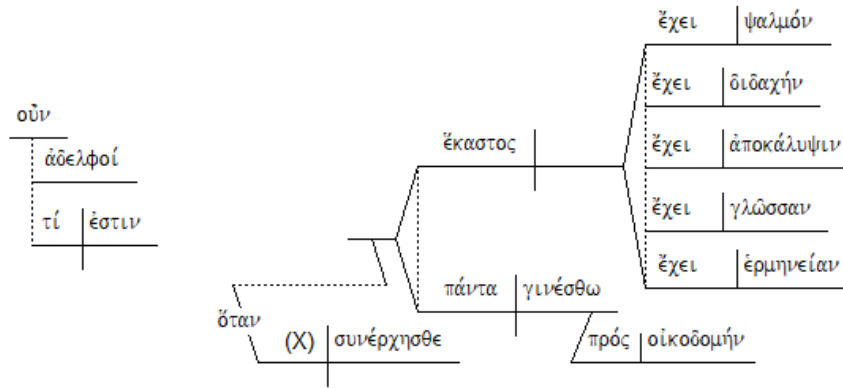 ἔχει ψαλμόν
ἔχει διδαχήν
οὖν
ἕκαστος ἔχει ἀποκάλυψιν
ἀδελφοί
ἔχει γλῶσσαν
τί ἐστιν
ἔχει ἑρμηνείαν
πάντα γινέσθω
ὅταν
(X) συνέρχησθε πρός οἰκοδομήν